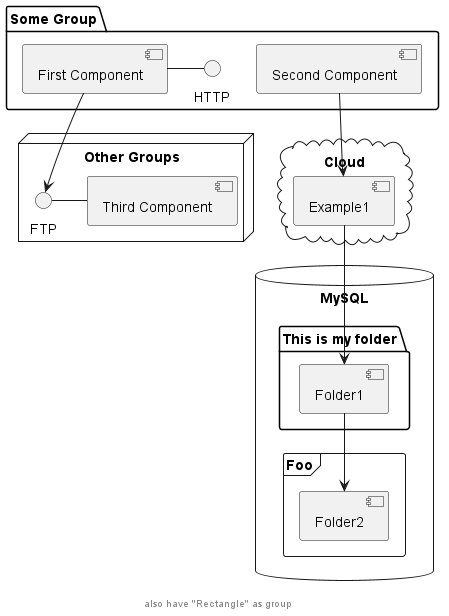 Some Group
First Component
HTTP
Second Component
Other Groups
FTP
Third Component
Cloud
Example1
MySQL
This is my folder
Folder1
Foo
Folder2
also have "Rectangle" as group